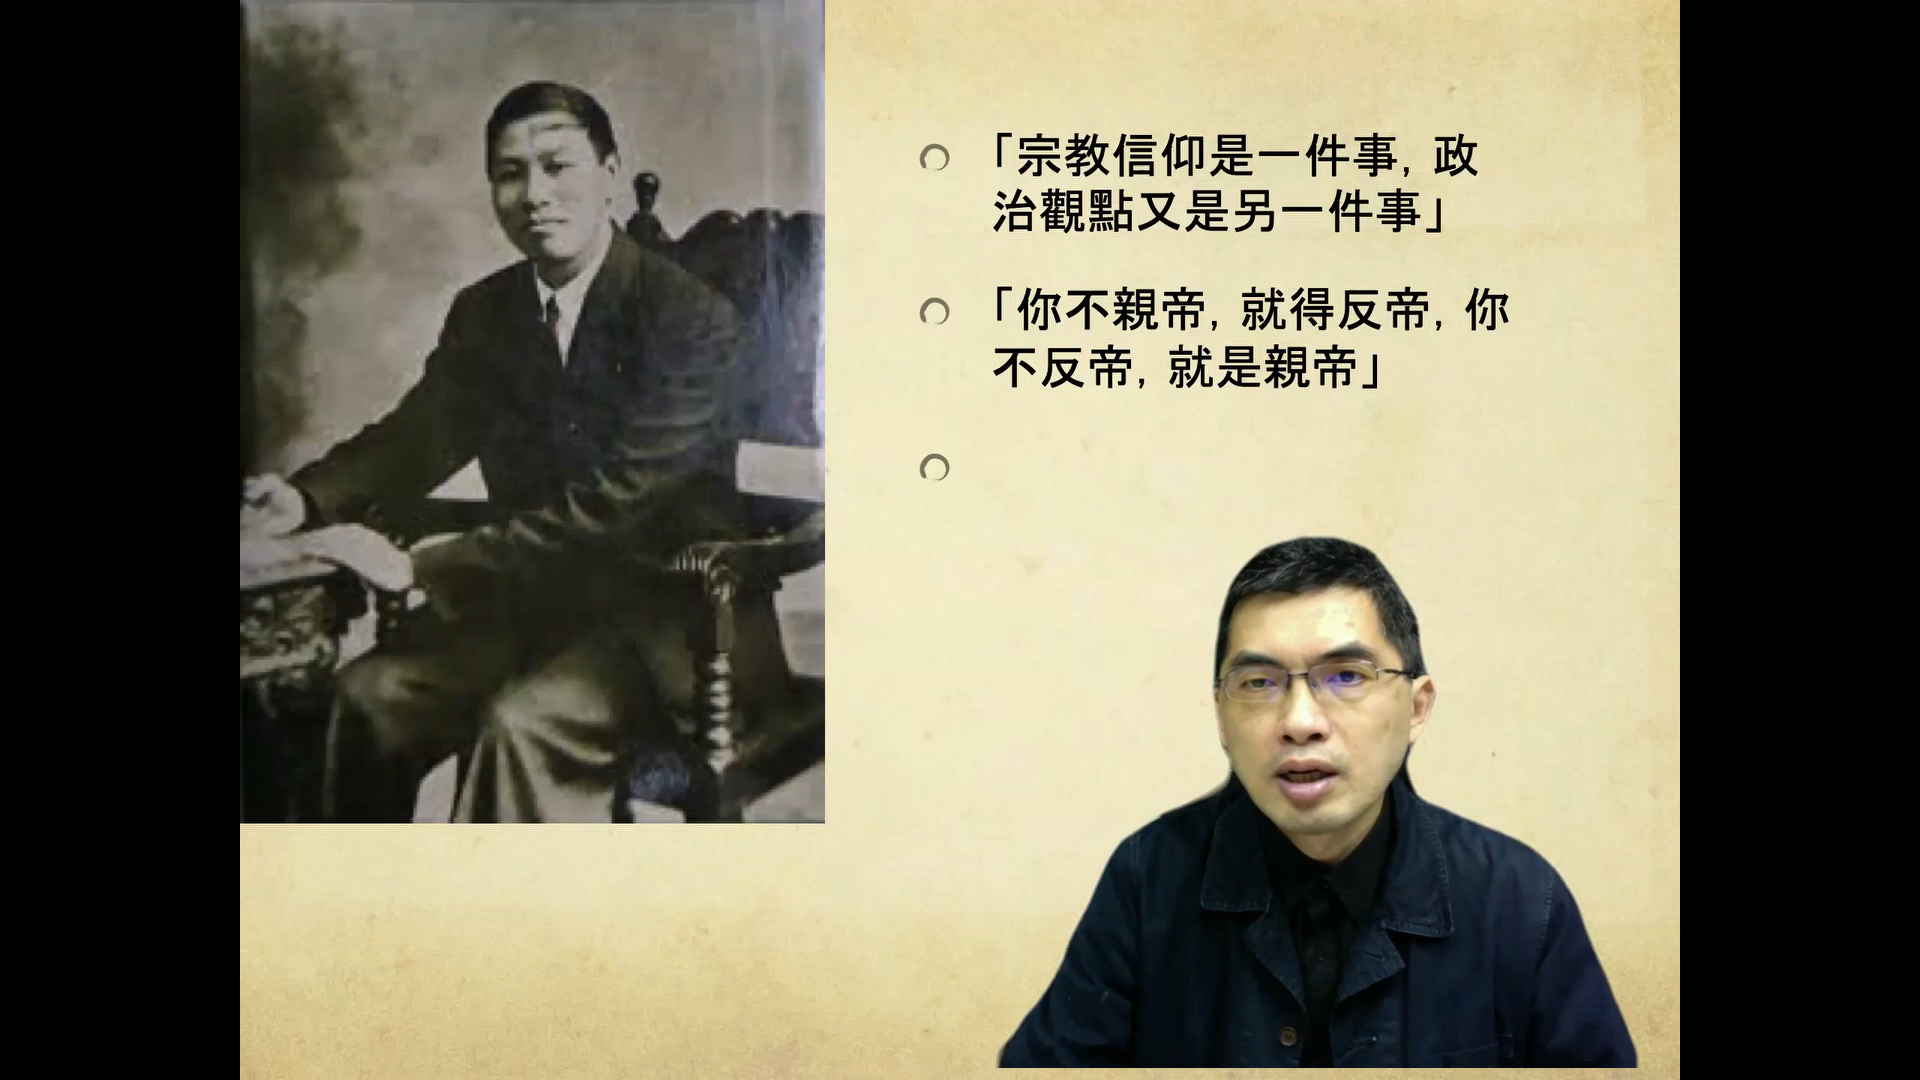 「宗教信仰是一件事,政
治觀點又是另一件事」
「你不親帝,就得反帝,你
不反帝,就是親帝」